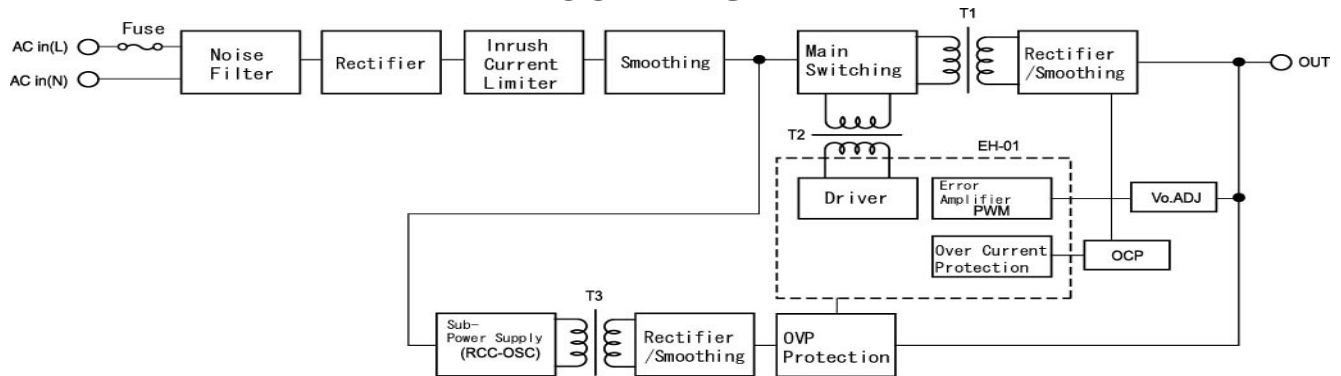 Fuse
AC in(L)
AC in(N)
Noise
Filter
Rectifier
Inrush
Current
Limiter
Smoothing
Main
Switching
T1
Rectifier
/Smoothing
OUT
T2
EH-01
Driver
Error
Amplifier
PWM
Vo.ADJ
Over Current
Protection
OCP
Sub-
Power Supply
(RCC-OSC)
T3
Rectifier
/Smoothing
OVP
Protection